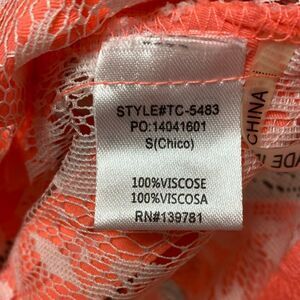 STYLE#TC-5483
PO:14041601
S(Chico)
100%VISCOSE
100%VISCOSA
RN#139781
CHINA